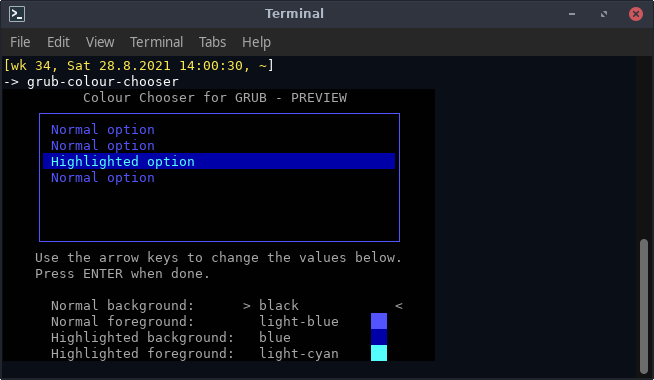 Terminal
File Edit View Terminal Tabs Help
[wk 34, Sat 28.8.2021 14:00:30, ~]
-> grub-colour-chooser
Colour Chooser for GRUB - PREVIEW
Normal option
Normal option
Highlighted option
Normal option
Use the arrow keys to change the values below.
Press ENTER when done.
Normal background: > black <
Normal foreground: light-blue
Highlighted background: blue
Highlighted foreground: light-cyan